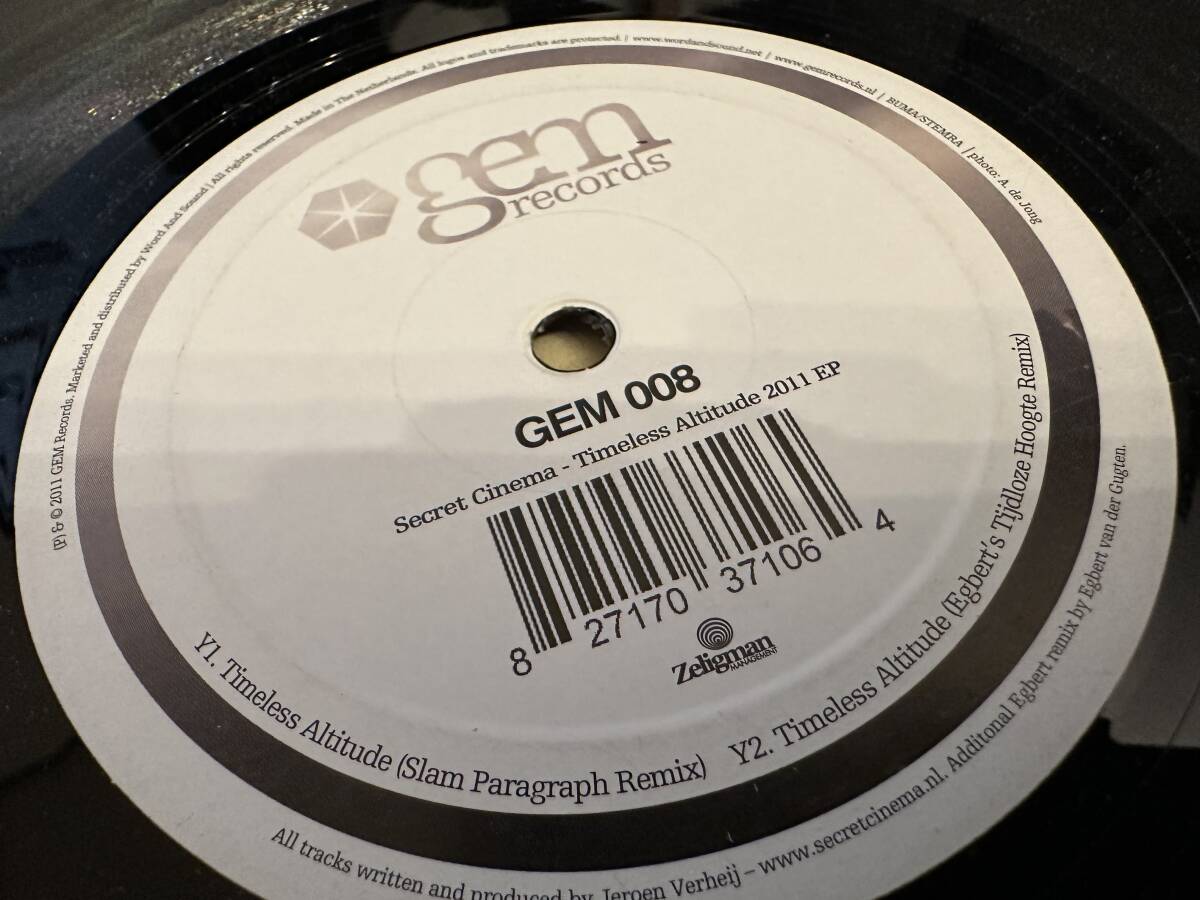 (P) & © 2011 GEM Records. Marketed and distributed by Word And Sound | All rights reserved. Made in The Netherlands. All logos and trademarks are protected. | www.wordandsound.net | www.gemrecords.nl | BUMA/STEMRA | photo: A. de Jong
gem
records
GEM 008
Secret Cinema - Timeless Altitude 2011 EP
8 27170 37106 4
Zeligman
MANAGEMENT
Y1. Timeless Altitude (Slam Paragraph Remix) Y2. Timeless Altitude (Egbert's Tijdloze Hoogte Remix)
All tracks written and produced by Jeroen Verheij – www.secretcinema.nl. Additonal Egbert remix by Egbert van der Gugten.